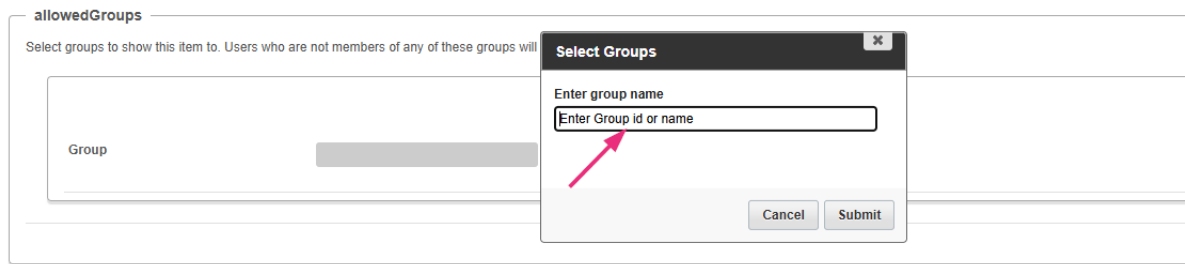 allowedGroups
Select groups to show this item to. Users who are not members of any of these groups will
Select Groups
Enter group name
Enter Group id or name
Group
Cancel Submit